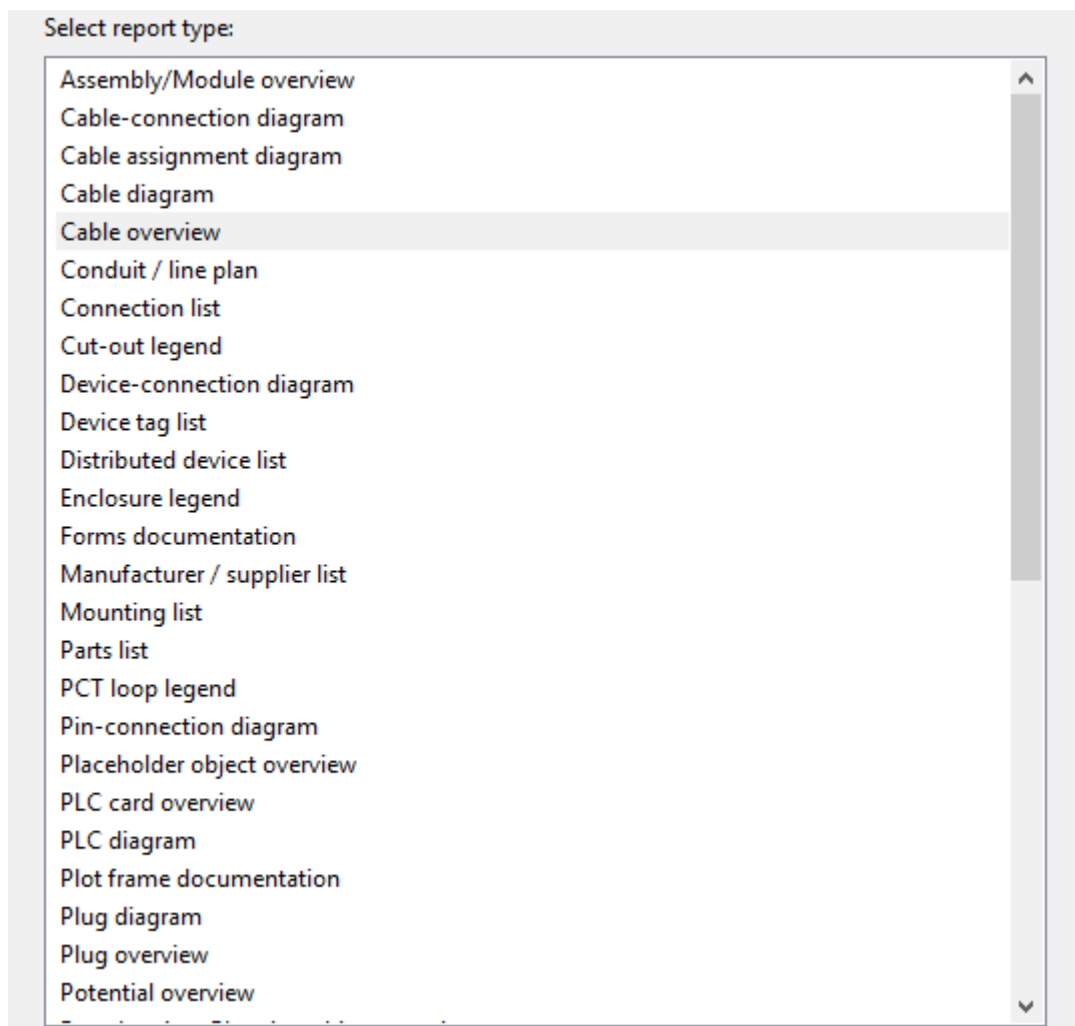 Select report type:
Assembly/Module overview
Cable-connection diagram
Cable assignment diagram
Cable diagram
Cable overview
Conduit / line plan
Connection list
Cut-out legend
Device-connection diagram
Device tag list
Distributed device list
Enclosure legend
Forms documentation
Manufacturer / supplier list
Mounting list
Parts list
PCT loop legend
Pin-connection diagram
Placeholder object overview
PLC card overview
PLC diagram
Plot frame documentation
Plug diagram
Plug overview
Potential overview